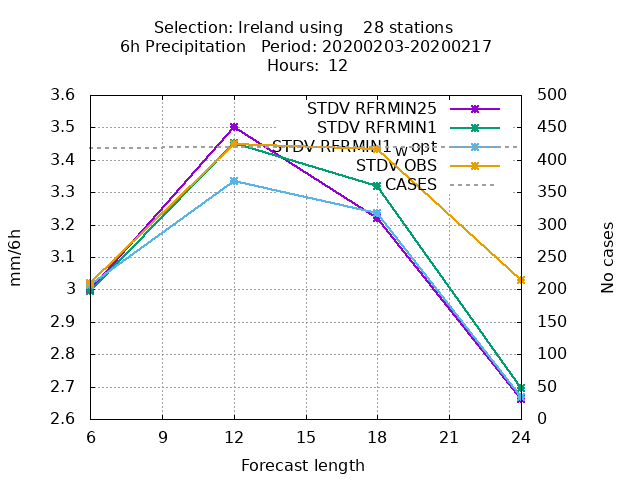 Selection: Ireland using    28 stations
6h Precipitation   Period: 20200203-20200217
Hours:  12
3.6
3.5
3.4
3.3
3.2
3.1
3
2.9
2.8
2.7
2.6
mm/6h
STDV RFRMIN25
STDV RFRMIN1
STDV RFRMIN1_w_opt
STDV OBS
CASES
500
450
400
350
300
250
200
150
100
50
0
No cases
6 9 12 15 18 21 24
Forecast length